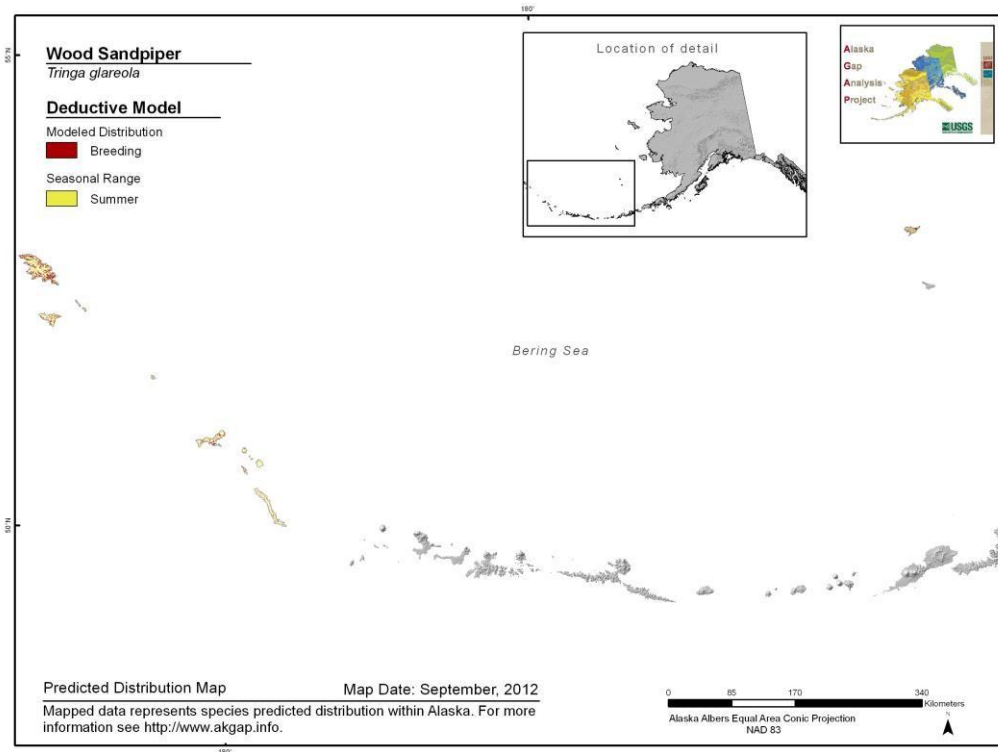 180°
55°N
Wood Sandpiper
Tringa glareola
Deductive Model
Modeled Distribution
Breeding
Seasonal Range
Summer
Location of detail
Alaska
Gap
Analysis
Project
USGS
Bering Sea
50°N
Predicted Distribution Map
Map Date: September, 2012
Mapped data represents species predicted distribution within Alaska. For more
information see http://www.akgap.info.
0 85 170 340
Kilometers
Alaska Albers Equal Area Conic Projection
NAD 83
N
180°